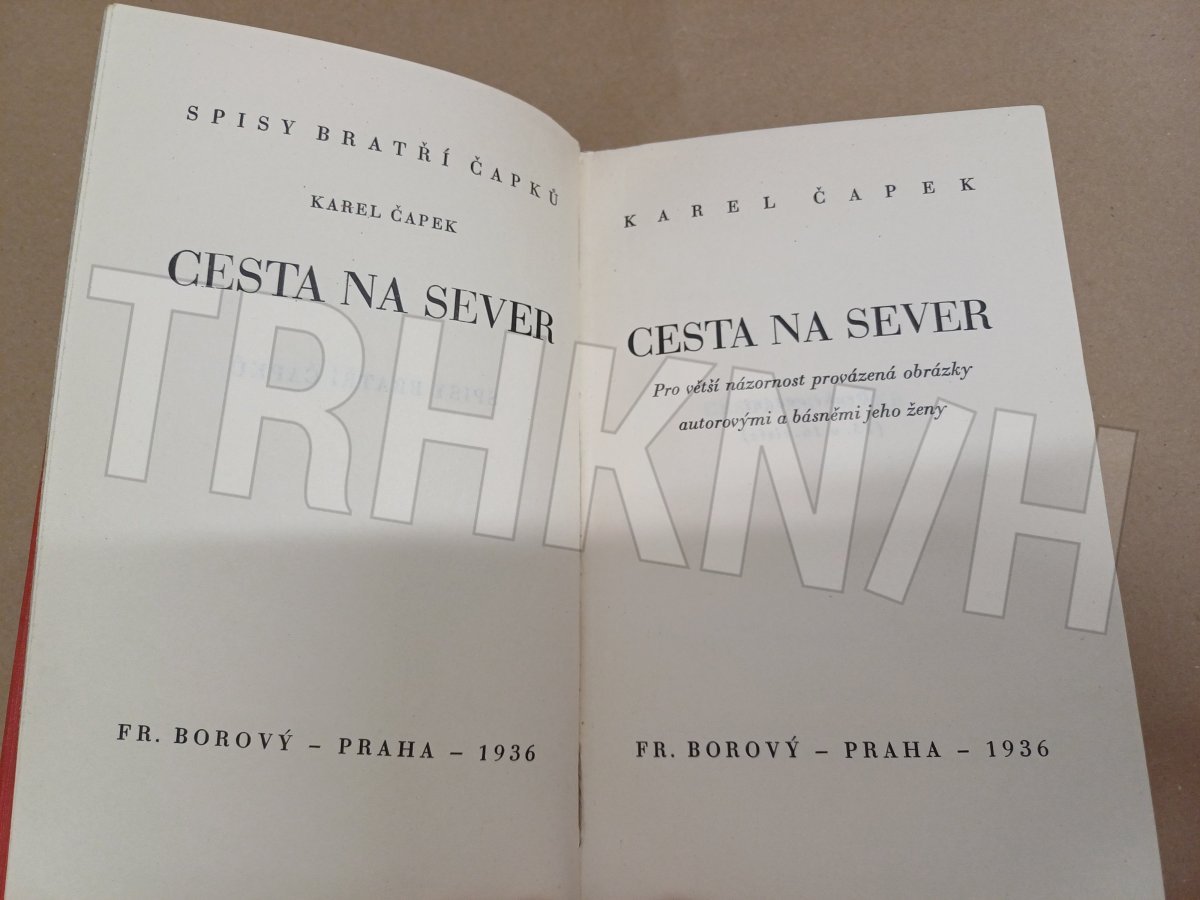 SPISY BRATŘÍ ČAPKŮ
KAREL ČAPEK
CESTA NA SEVER
FR. BOROVÝ – PRAHA – 1936
KAREL ČAPEK
CESTA NA SEVER
Pro větší názornost provázená obrázky
autorovými a básněmi jeho ženy
FR. BOROVÝ – PRAHA – 1936
TRHKNIH